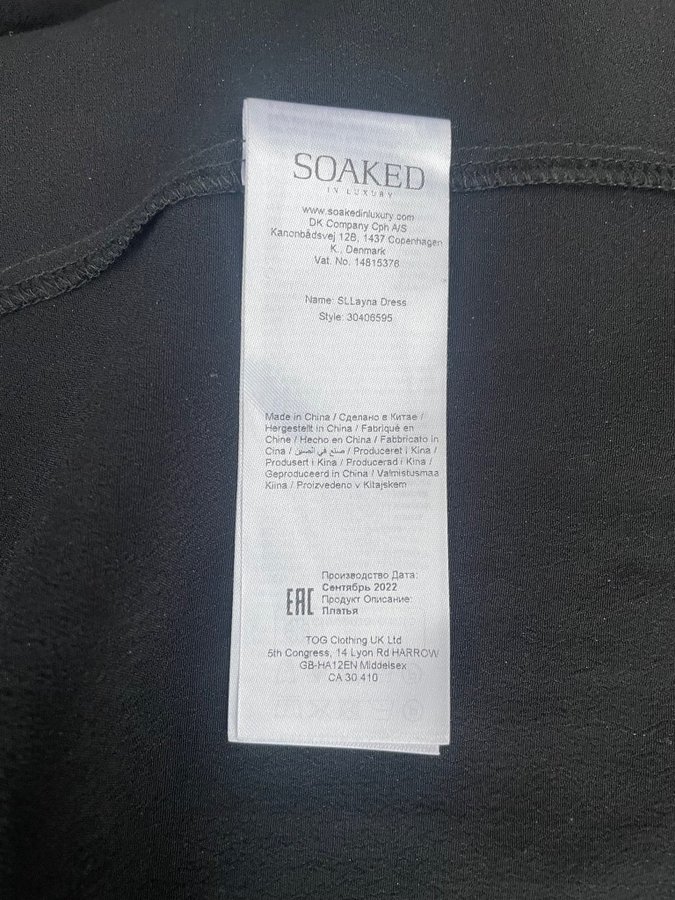 SOAKED
IN LUXURY
www.soakedinluxury.com
DK Company Cph A/S
Kanonbådsvej 12B, 1437 Copenhagen
K., Denmark
Vat. No. 14815376
Name: SLLayna Dress
Style: 30406595
Made in China / Сделано в Китае /
Hergestellt in China / Fabriqué en
Chine / Hecho en China / Fabbricato in
Cina / صنع في الصين / Produceret i Kina /
Produsert i Kina / Producerad i Kina /
Geproduceerd in China / Valmistusmaa
Kiina / Proizvedeno v Kitajskem
Производство Дата:
Сентябрь 2022
EAC Продукт Описание:
Платья
TOG Clothing UK Ltd
5th Congress, 14 Lyon Rd HARROW
GB-HA12EN Middelsex
CA 30 410